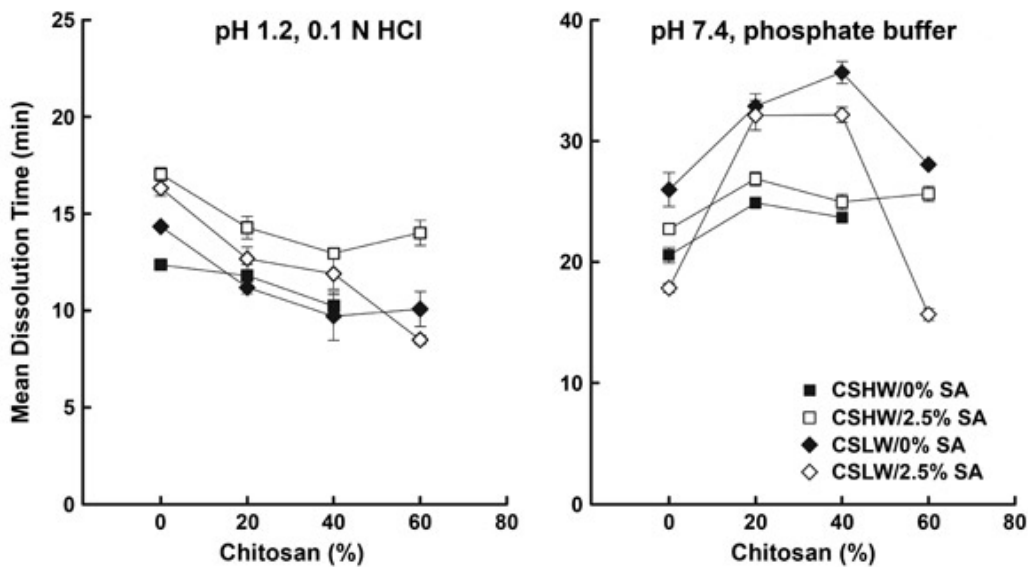 pH 1.2, 0.1 N HCl
Mean Dissolution Time (min)
25
20
15
10
5
0
0 20 40 60 80
Chitosan (%)
pH 7.4, phosphate buffer
40
30
20
10
0
CSHW/0% SA
CSHW/2.5% SA
CSLW/0% SA
CSLW/2.5% SA
0 20 40 60 80
Chitosan (%)